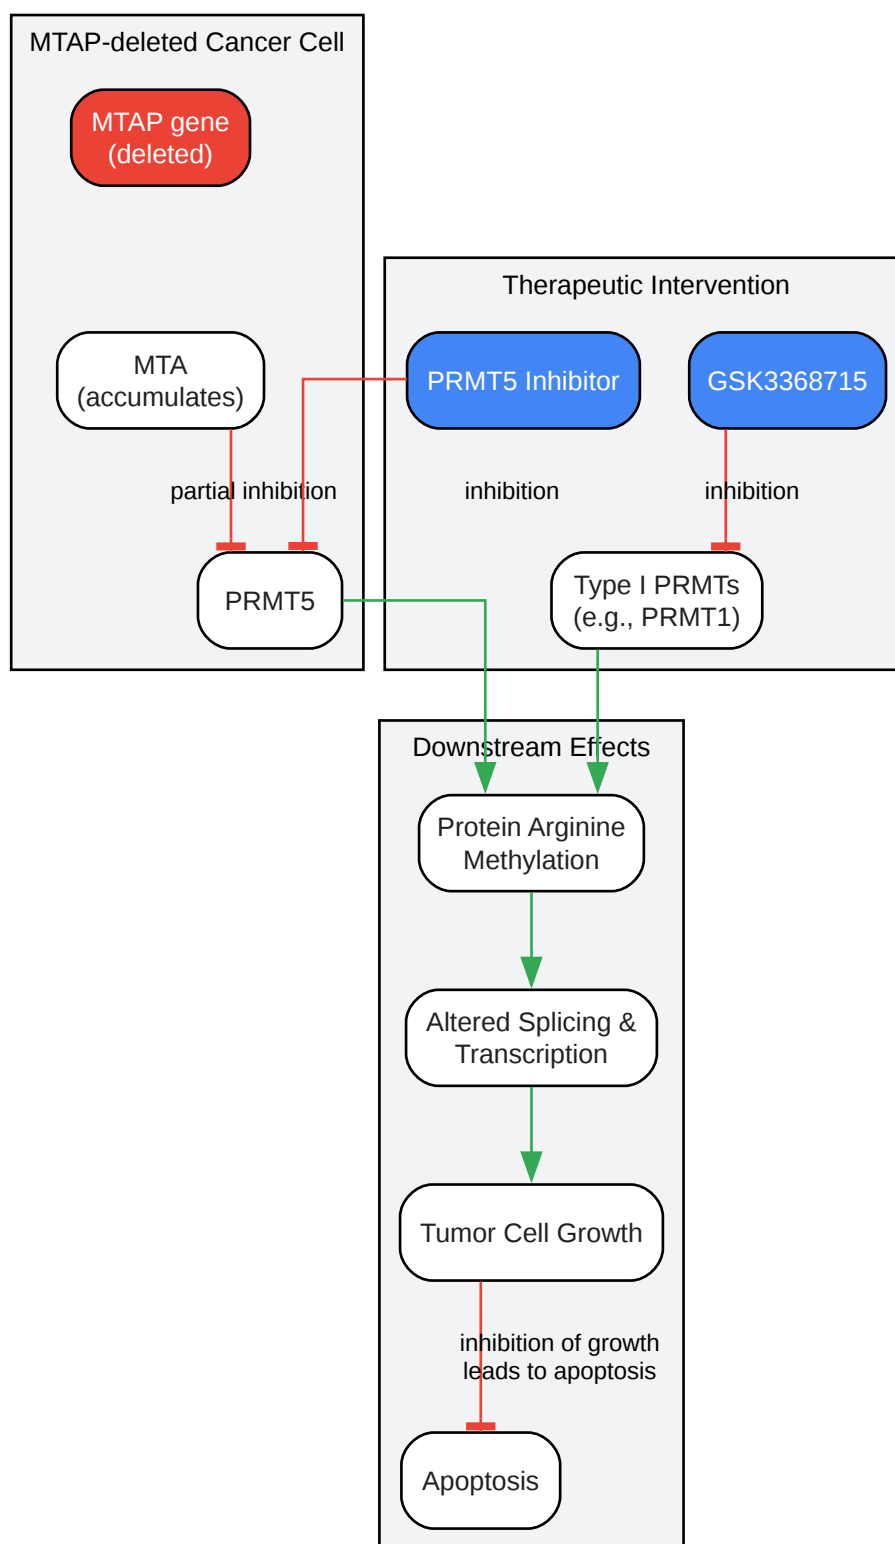 MTAP-deleted Cancer Cell
MTAP gene
(deleted)
Therapeutic Intervention
MTA
(accumulates)
PRMT5 Inhibitor
GSK3368715
partial inhibition
inhibition
inhibition
PRMT5
Type I PRMTs
(e.g., PRMT1)
Downstream Effects
Protein Arginine
Methylation
Altered Splicing &
Transcription
Tumor Cell Growth
inhibition of growth
leads to apoptosis
Apoptosis